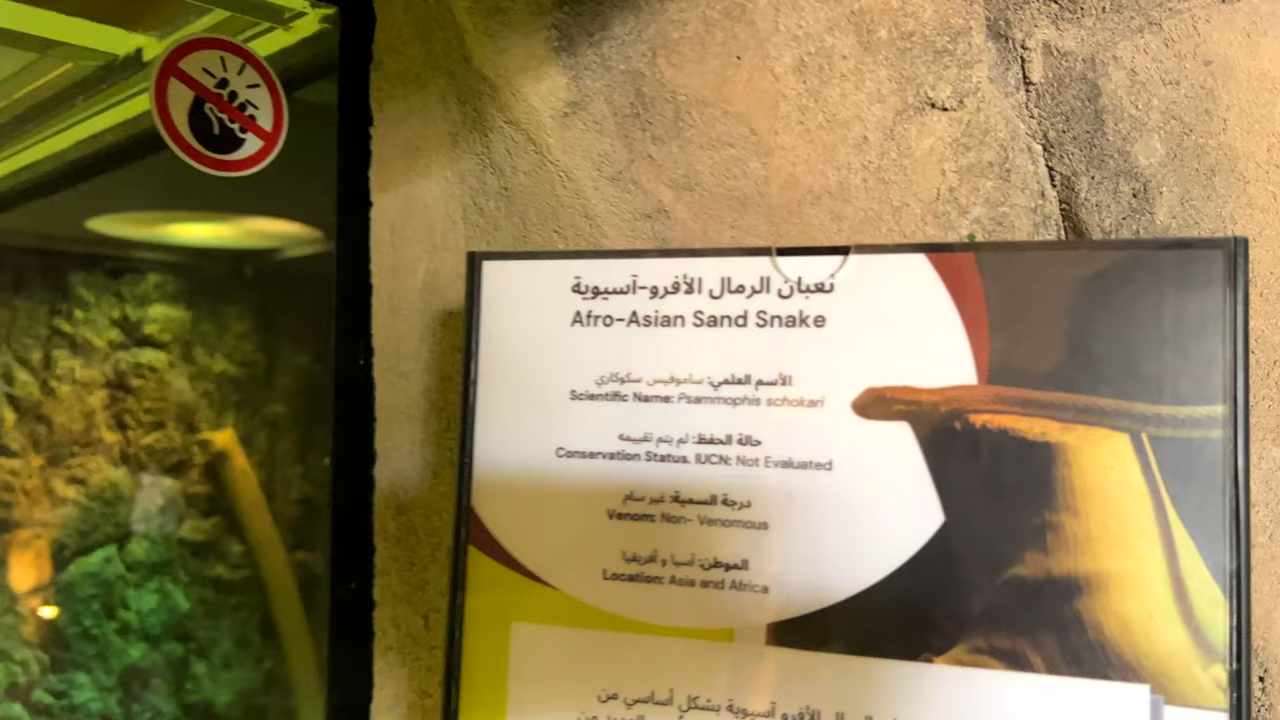 ثعبان الرمال الأفرو-آسيوية
Afro-Asian Sand Snake
الأسم العلمي: ساموفيس سكوكاري
Scientific Name: Psammophis schokari
حالة الحفظ: لم يتم تقييمه
Conservation Status. IUCN: Not Evaluated
درجة السمية: غير سام
Venom: Non- Venomous
الموطن: آسيا و أفريقيا
Location: Asia and Africa
الرمال الأفرو آسيوية بشكل أساسي من